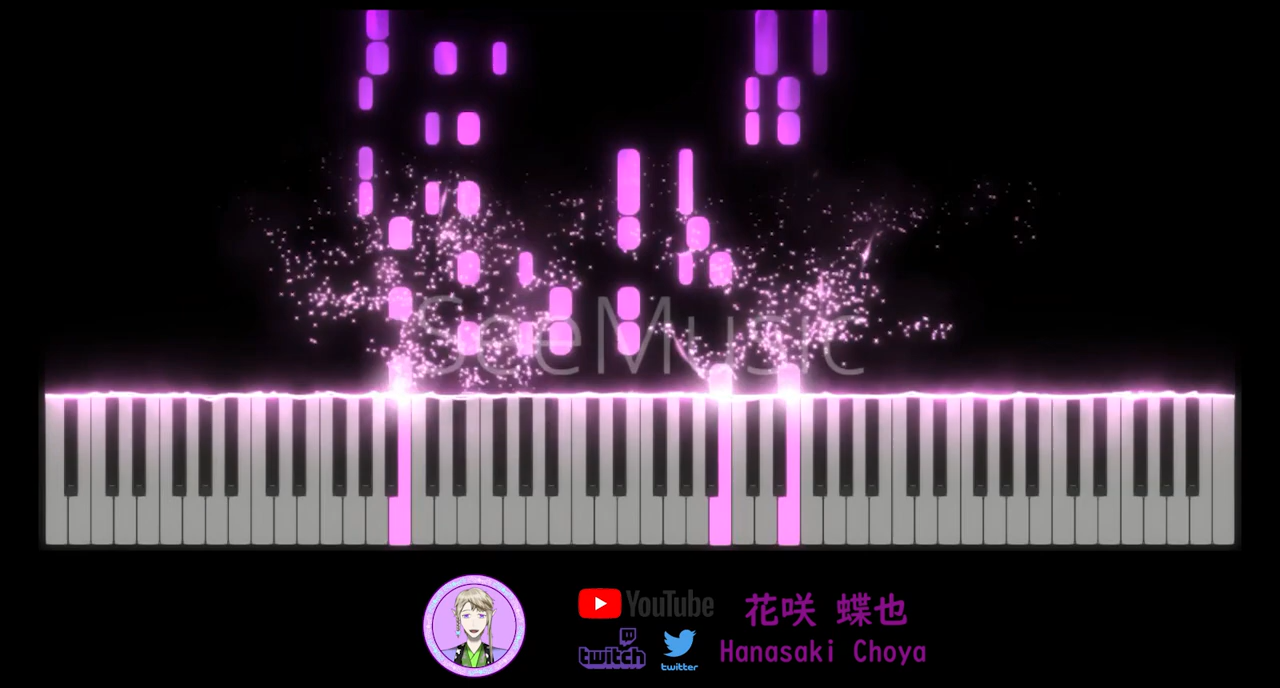 SeeMusic
YouTube
花咲 蝶也
twitch
twitter
Hanasaki Choya